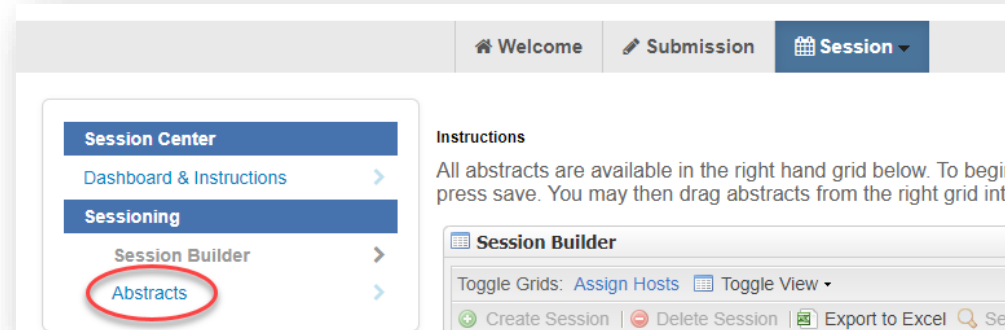 Welcome
Submission
Session
Session Center
Dashboard & Instructions
Sessioning
Session Builder
Abstracts
Instructions
All abstracts are available in the right hand grid below. To
press save. You may then drag abstracts from the right grid
Session Builder
Toggle Grids: Assign Hosts Toggle View
Create Session | Delete Session | Export to Excel